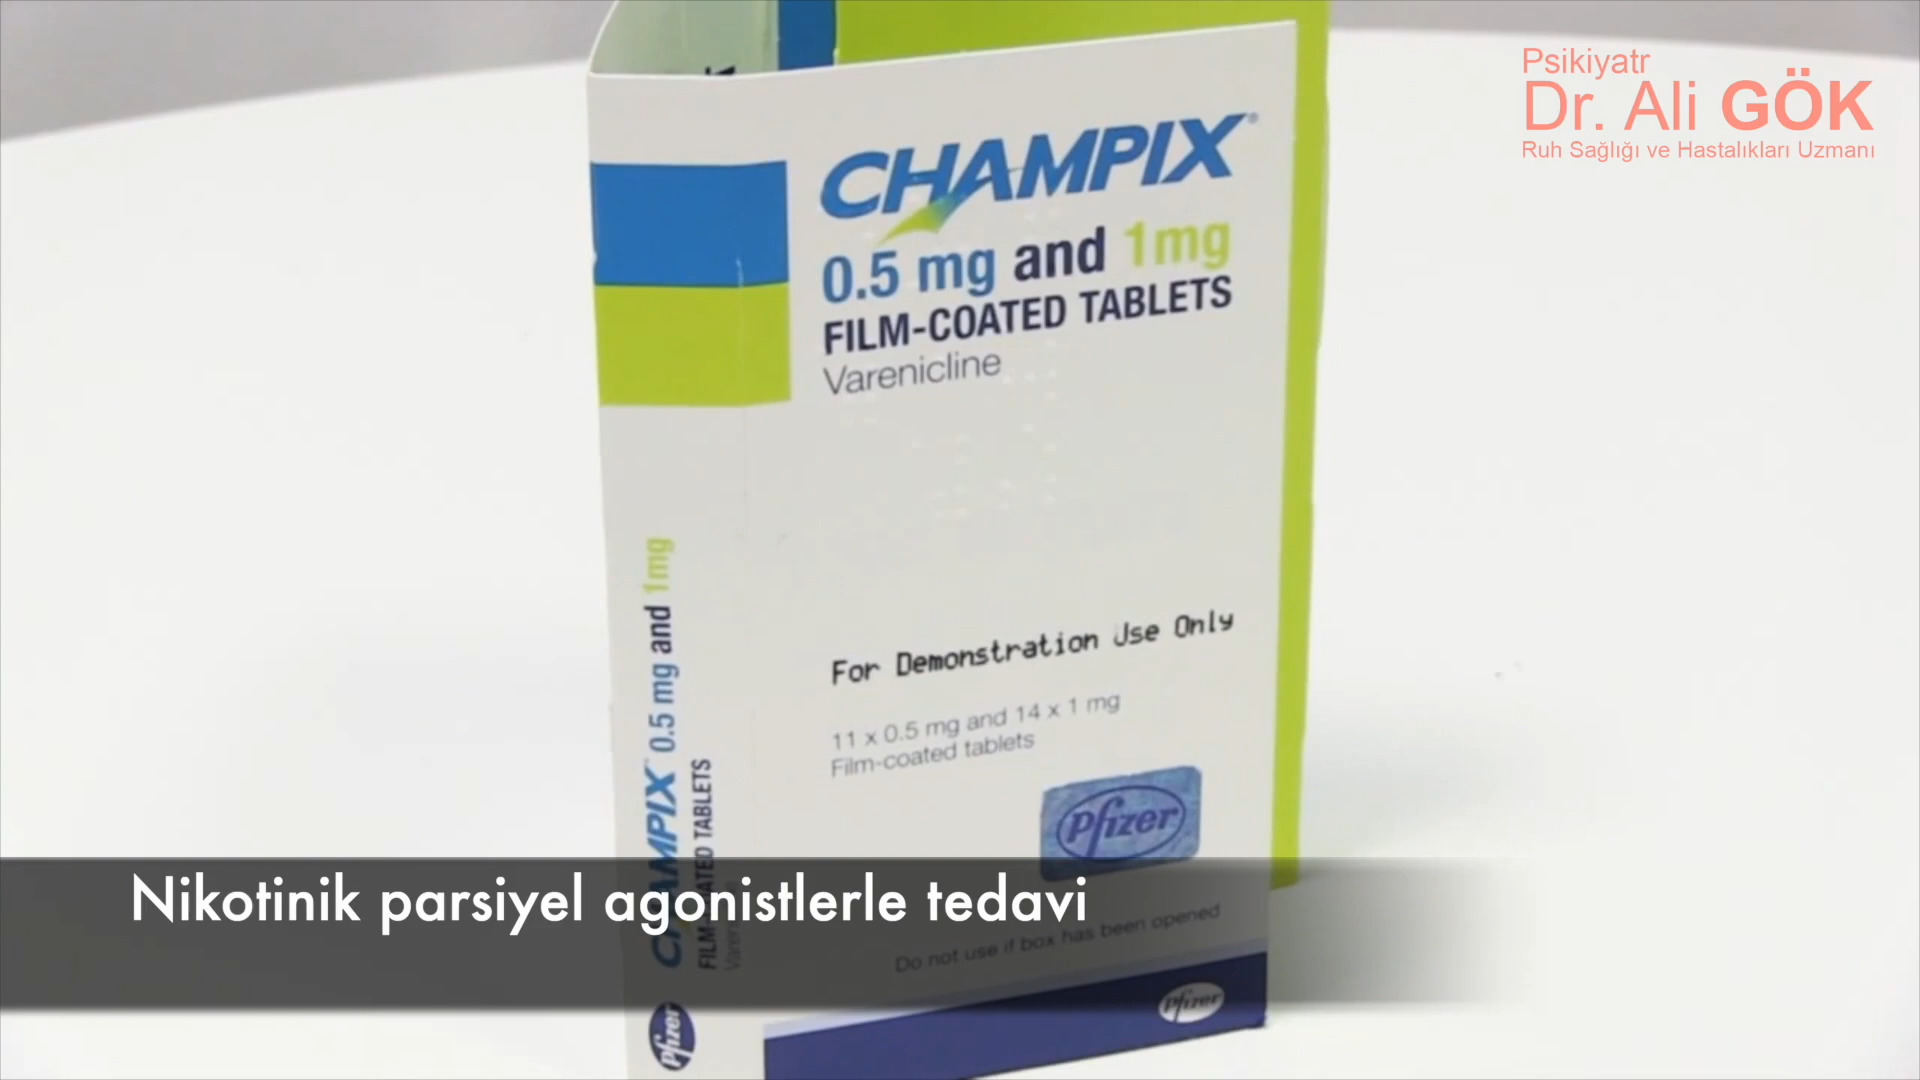 Psikiyatr
Dr. Ali GÖK
Ruh Sağlığı ve Hastalıkları Uzmanı
CHAMPIX®
0.5 mg and 1mg
FILM-COATED TABLETS
Varenicline
For Demonstration Use Only
11 x 0.5 mg and 14 x 1 mg
Film-coated tablets
Pfizer
Do not use if box has been opened
Pfizer
CHAMPIX 0.5 mg and 1mg
FILM-COATED TABLETS
Pfizer
Nikotinik parsiyel agonistlerle tedavi